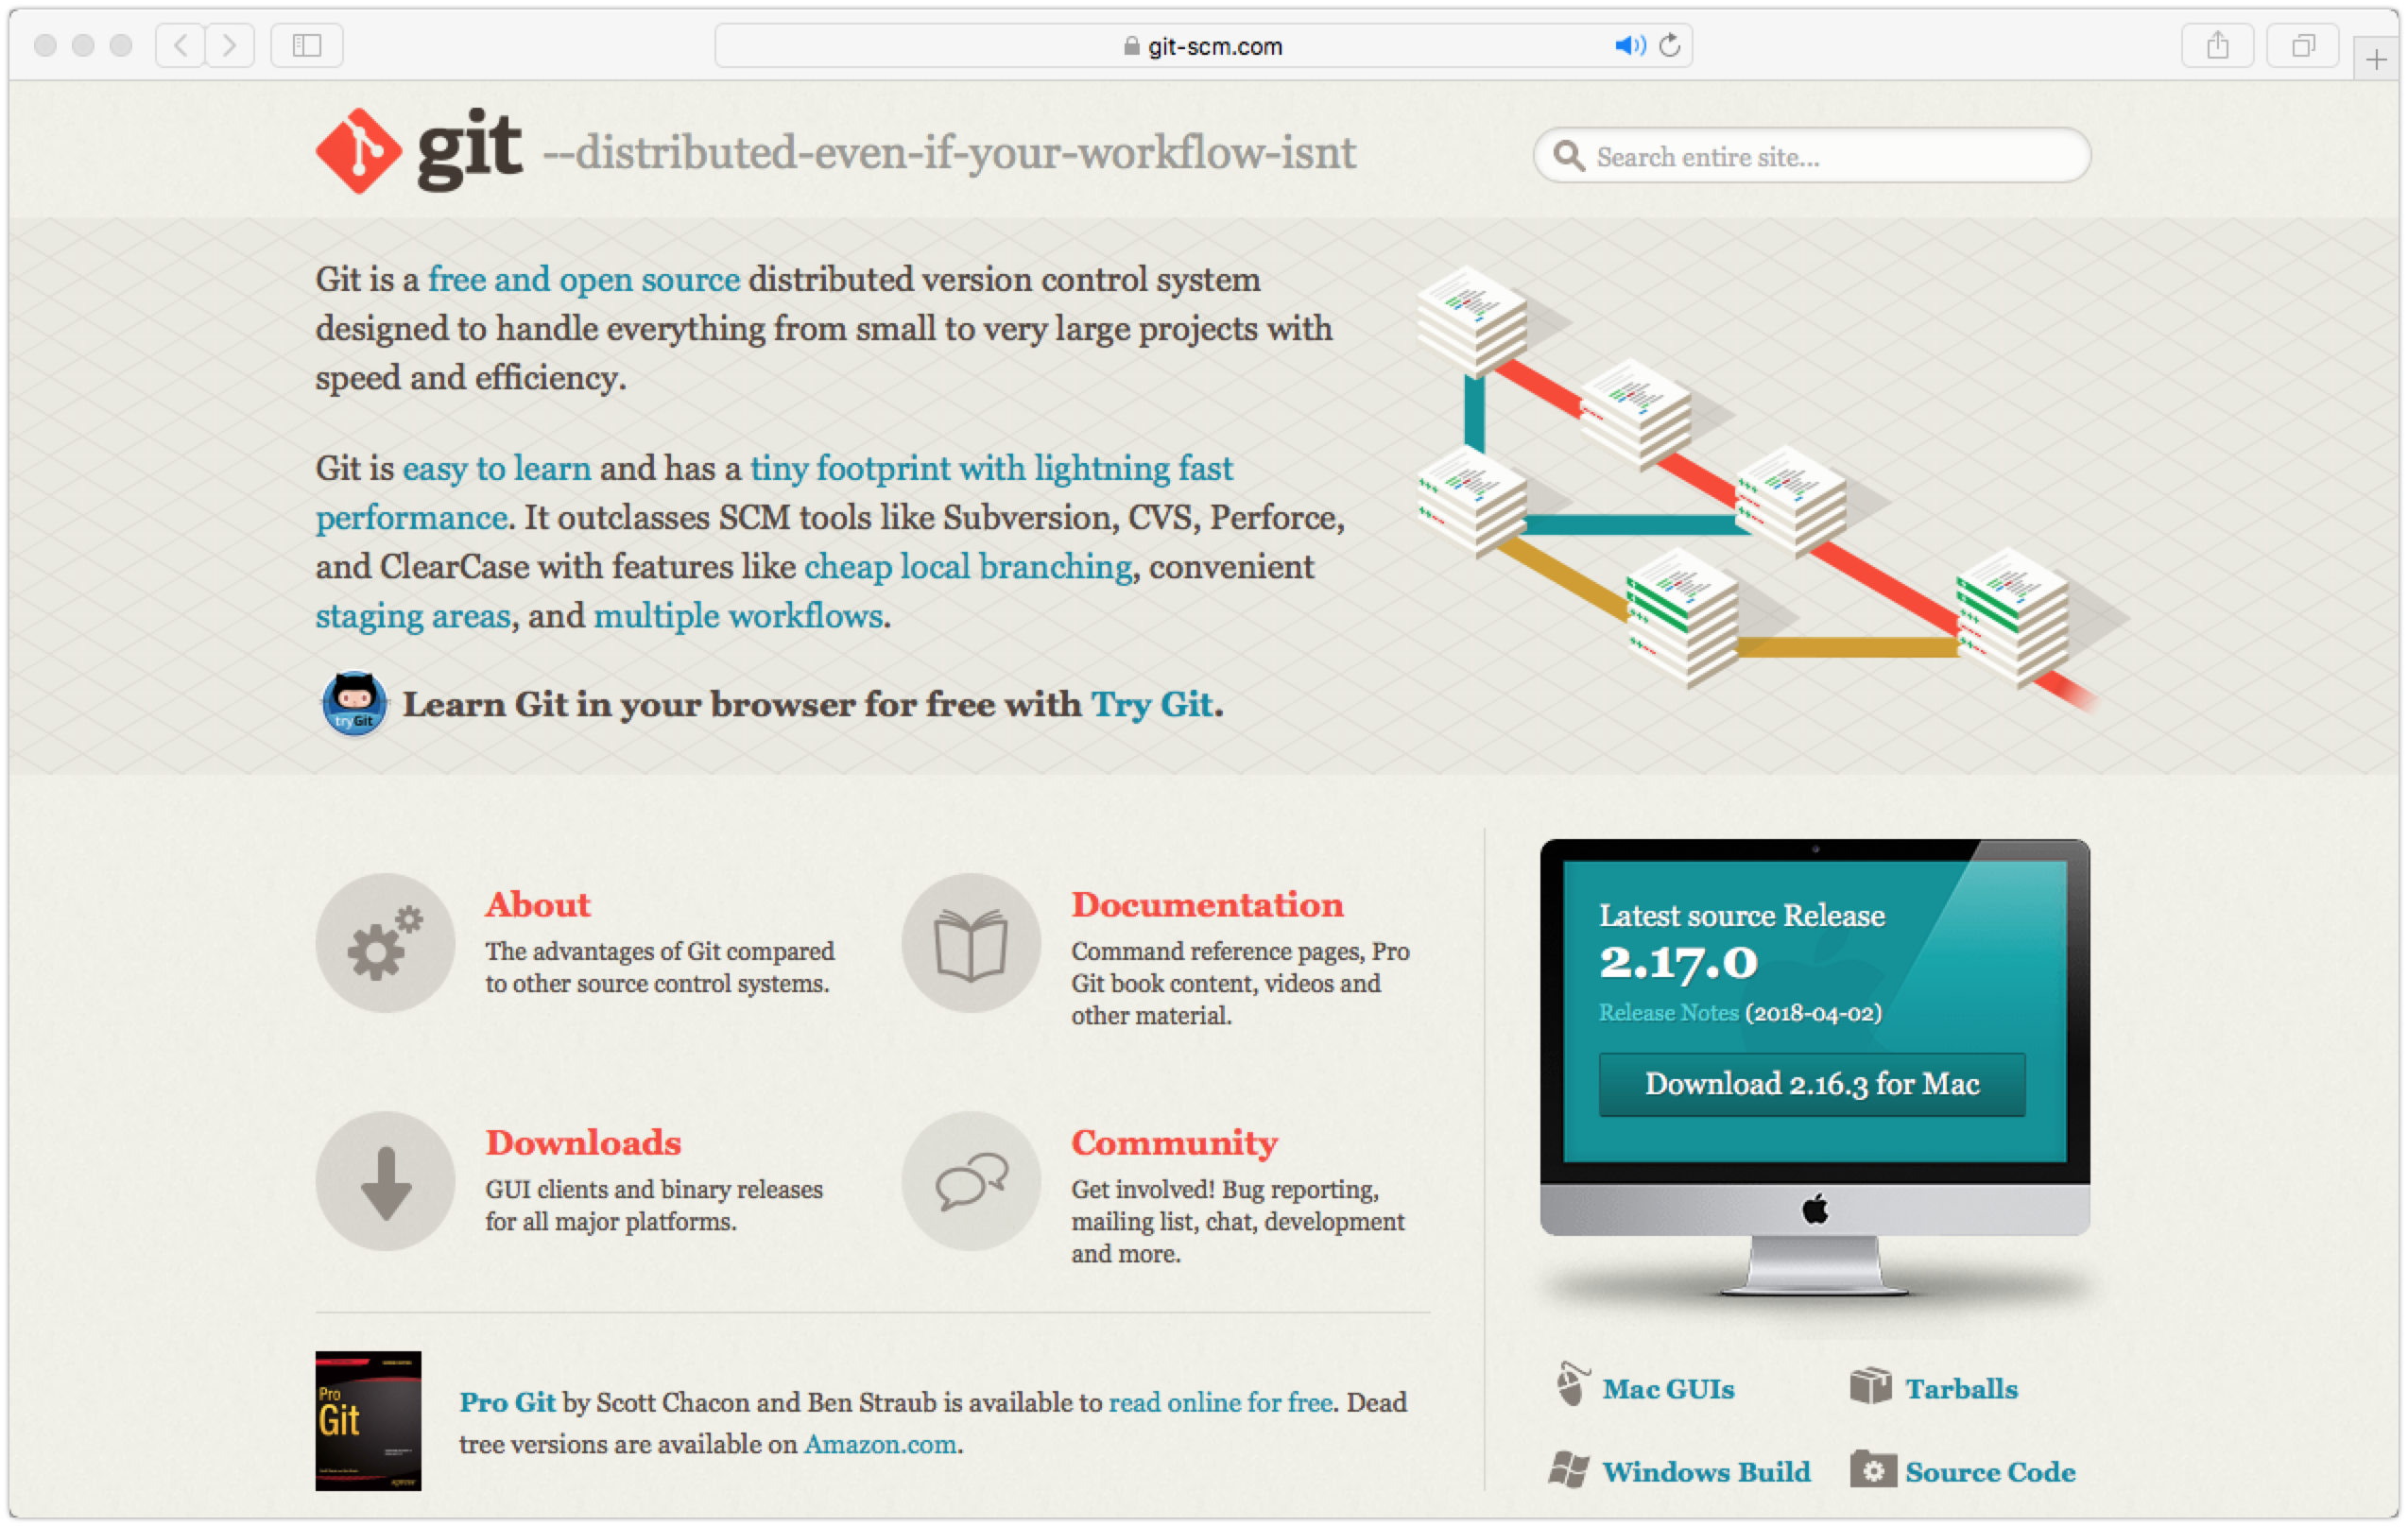 git-scm.com
git --distributed-even-if-your-workflow-isnt
Search entire site...
Git is a free and open source distributed version control system
designed to handle everything from small to very large projects with
speed and efficiency.
Git is easy to learn and has a tiny footprint with lightning fast
performance. It outclasses SCM tools like Subversion, CVS, Perforce,
and ClearCase with features like cheap local branching, convenient
staging areas, and multiple workflows.
tryGit
Learn Git in your browser for free with Try Git.
About
The advantages of Git compared
to other source control systems.
Documentation
Command reference pages, Pro
Git book content, videos and
other material.
Downloads
GUI clients and binary releases
for all major platforms.
Community
Get involved! Bug reporting,
mailing list, chat, development
and more.
Latest source Release
2.17.0
Release Notes (2018-04-02)
Download 2.16.3 for Mac
Pro
Git
Pro Git by Scott Chacon and Ben Straub is available to read online for free. Dead
tree versions are available on Amazon.com.
Mac GUIs
Tarballs
Windows Build
Source Code